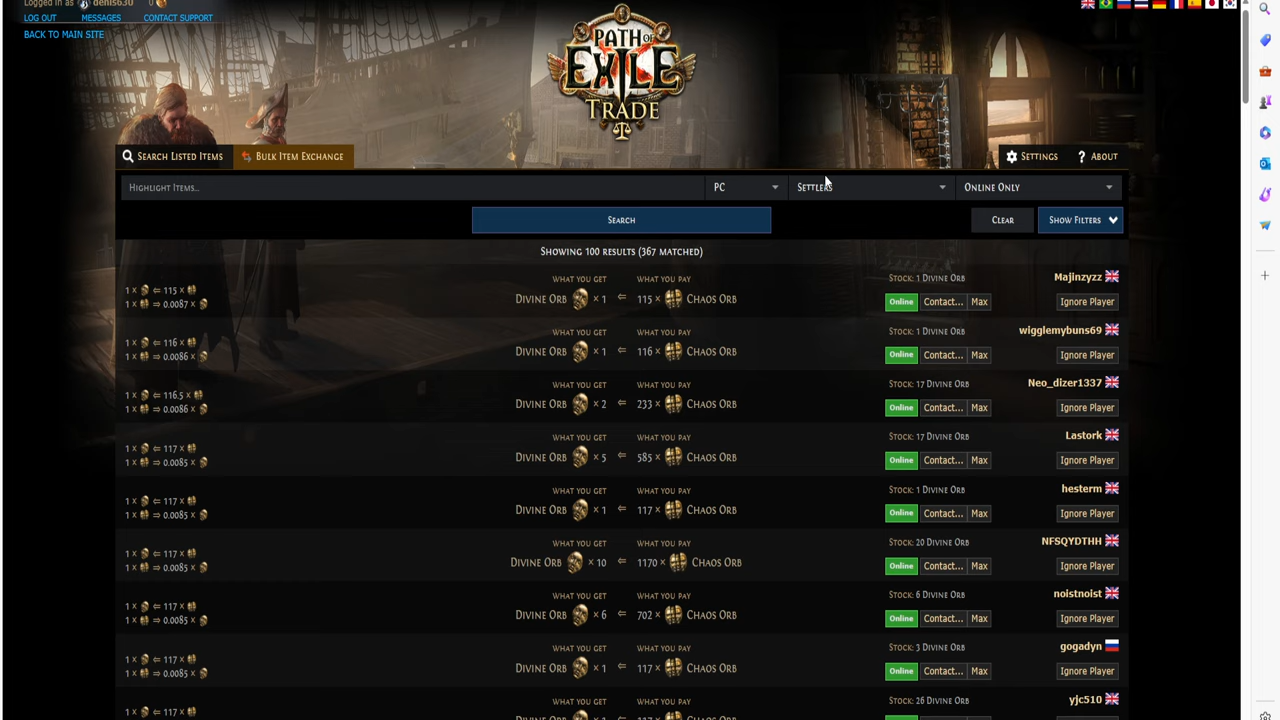 Logged in as denis630 0
LOG OUT MESSAGES CONTACT SUPPORT
BACK TO MAIN SITE
PATH OF
EXILE
TRADE
SEARCH LISTED ITEMS BULK ITEM EXCHANGE SETTINGS ? ABOUT
HIGHLIGHT ITEMS... PC SETTLERS ONLINE ONLY
SEARCH CLEAR SHOW FILTERS
SHOWING 100 RESULTS (367 MATCHED)
WHAT YOU GET WHAT YOU PAY STOCK: 1 DIVINE ORB Majinzyzz
1 × ⇐ 115 ×
1 × ⇒ 0.0087 ×
DIVINE ORB × 1 ⇐ 115 × CHAOS ORB Online Contact... Max Ignore Player
WHAT YOU GET WHAT YOU PAY STOCK: 1 DIVINE ORB wigglemybuns69
1 × ⇐ 116 ×
1 × ⇒ 0.0086 ×
DIVINE ORB × 1 ⇐ 116 × CHAOS ORB Online Contact... Max Ignore Player
WHAT YOU GET WHAT YOU PAY STOCK: 17 DIVINE ORB Neo_dizer1337
1 × ⇐ 116.5 ×
1 × ⇒ 0.0086 ×
DIVINE ORB × 2 ⇐ 233 × CHAOS ORB Online Contact... Max Ignore Player
WHAT YOU GET WHAT YOU PAY STOCK: 17 DIVINE ORB Lastork
1 × ⇐ 117 ×
1 × ⇒ 0.0085 ×
DIVINE ORB × 5 ⇐ 585 × CHAOS ORB Online Contact... Max Ignore Player
WHAT YOU GET WHAT YOU PAY STOCK: 1 DIVINE ORB hesterm
1 × ⇐ 117 ×
1 × ⇒ 0.0085 ×
DIVINE ORB × 1 ⇐ 117 × CHAOS ORB Online Contact... Max Ignore Player
WHAT YOU GET WHAT YOU PAY STOCK: 20 DIVINE ORB NFSQYDTHH
1 × ⇐ 117 ×
1 × ⇒ 0.0085 ×
DIVINE ORB × 10 ⇐ 1170 × CHAOS ORB Online Contact... Max Ignore Player
WHAT YOU GET WHAT YOU PAY STOCK: 6 DIVINE ORB noistnoist
1 × ⇐ 117 ×
1 × ⇒ 0.0085 ×
DIVINE ORB × 6 ⇐ 702 × CHAOS ORB Online Contact... Max Ignore Player
WHAT YOU GET WHAT YOU PAY STOCK: 3 DIVINE ORB gogadyn
1 × ⇐ 117 ×
1 × ⇒ 0.0085 ×
DIVINE ORB × 1 ⇐ 117 × CHAOS ORB Online Contact... Max Ignore Player
WHAT YOU GET WHAT YOU PAY STOCK: 26 DIVINE ORB yjc510
1 × ⇐ 117 ×